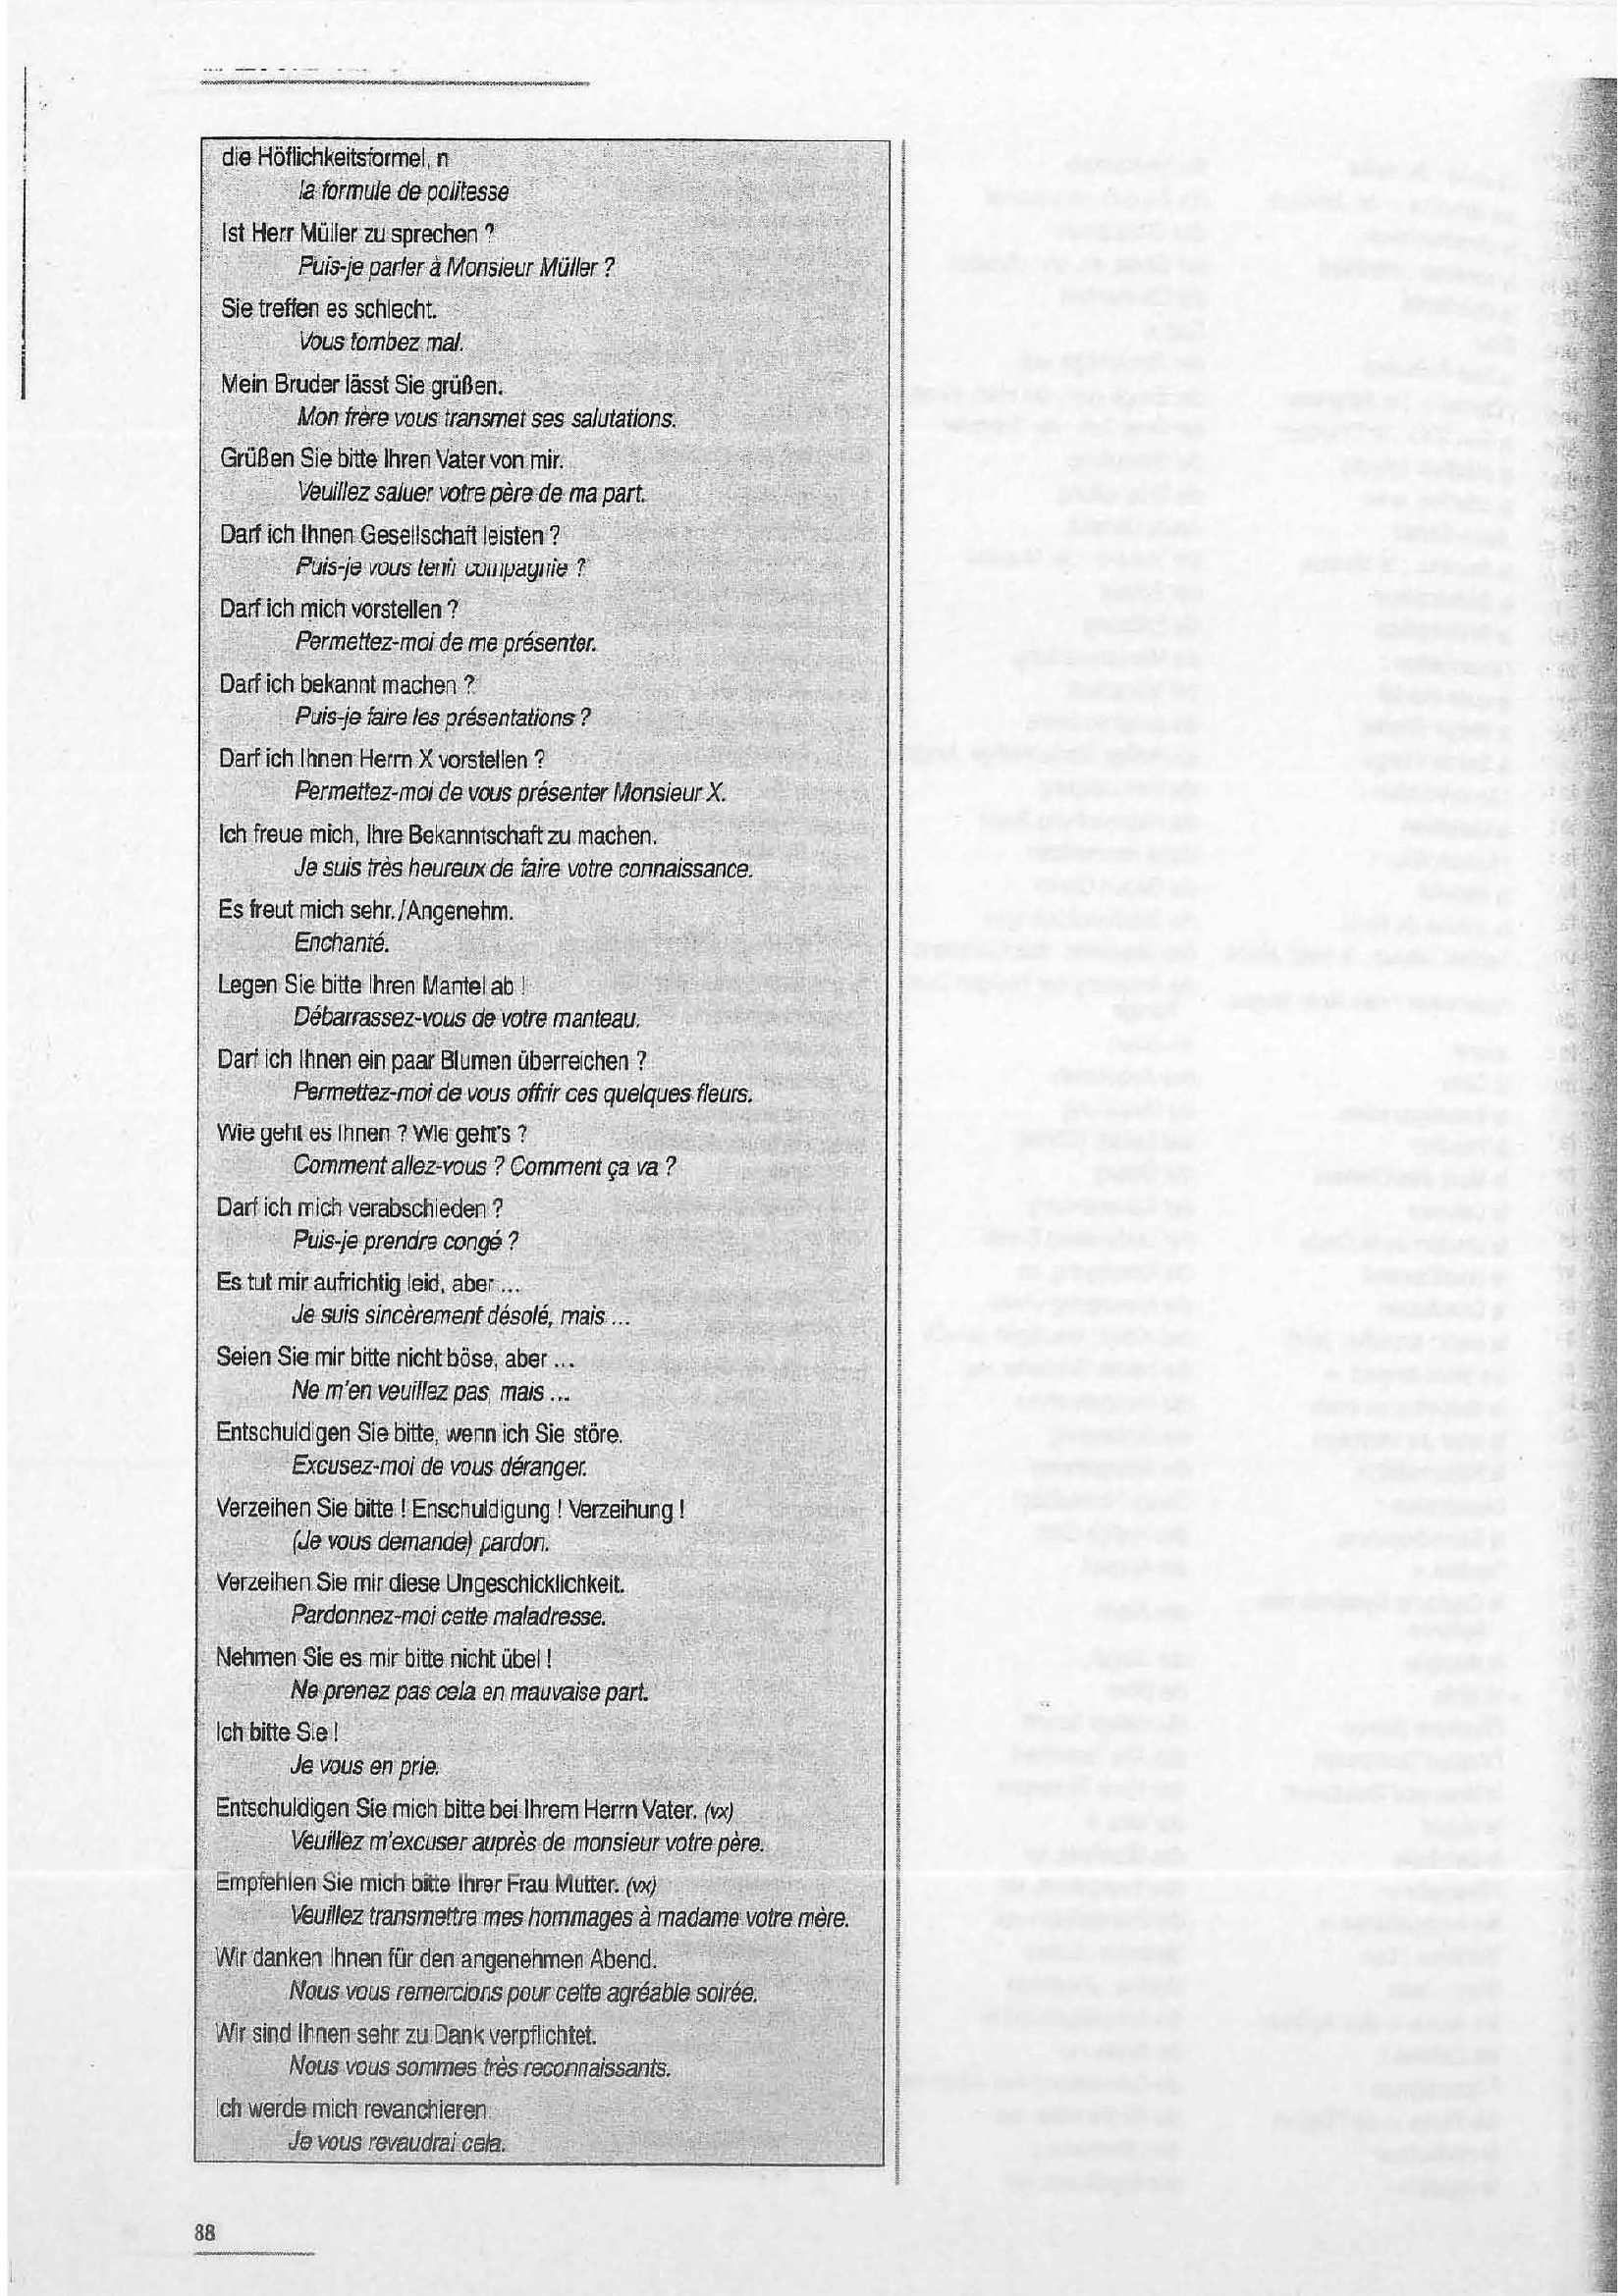 die Höflichkeitsformel, n
la formule de politesse
Ist Herr Müller zu sprechen ?
Puis-je parler à Monsieur Müller ?
Sie treffen es schlecht.
Vous tombez mal.
Mein Bruder lässt Sie grüßen.
Mon frère vous transmet ses salutations.
Grüßen Sie bitte Ihren Vater von mir.
Veuillez saluer votre père de ma part.
Darf ich Ihnen Gesellschaft leisten ?
Puis-je vous tenir compagnie ?
Darf ich mich vorstellen ?
Permettez-moi de me présenter.
Darf ich bekannt machen ?
Puis-je faire les présentations ?
Darf ich Ihnen Herrn X vorstellen ?
Permettez-moi de vous présenter Monsieur X.
Ich freue mich, Ihre Bekanntschaft zu machen.
Je suis très heureux de faire votre connaissance.
Es freut mich sehr./Angenehm.
Enchanté.
Legen Sie bitte Ihren Mantel ab !
Débarrassez-vous de votre manteau.
Darf ich Ihnen ein paar Blumen überreichen ?
Permettez-moi de vous offrir ces quelques fleurs.
Wie geht es Ihnen ? Wie geht's ?
Comment allez-vous ? Comment ça va ?
Darf ich mich verabschieden ?
Puis-je prendre congé ?
Es tut mir aufrichtig leid, aber ...
Je suis sincèrement désolé, mais ...
Seien Sie mir bitte nicht böse, aber ...
Ne m'en veuillez pas, mais ...
Entschuldigen Sie bitte, wenn ich Sie störe.
Excusez-moi de vous déranger.
Verzeihen Sie bitte ! Enschuldigung ! Verzeihung !
(Je vous demande) pardon.
Verzeihen Sie mir diese Ungeschicklichkeit.
Pardonnez-moi cette maladresse.
Nehmen Sie es mir bitte nicht übel !
Ne prenez pas cela en mauvaise part.
Ich bitte Sie !
Je vous en prie.
Entschuldigen Sie mich bitte bei Ihrem Herrn Vater. (vx)
Veuillez m'excuser auprès de monsieur votre père.
Empfehlen Sie mich bitte Ihrer Frau Mutter. (vx)
Veuillez transmettre mes hommages à madame votre mère.
Wir danken Ihnen für den angenehmen Abend.
Nous vous remercions pour cette agréable soirée.
Wir sind Ihnen sehr zu Dank verpflichtet.
Nous vous sommes très reconnaissants.
Ich werde mich revanchieren.
Je vous revaudrai cela.
88